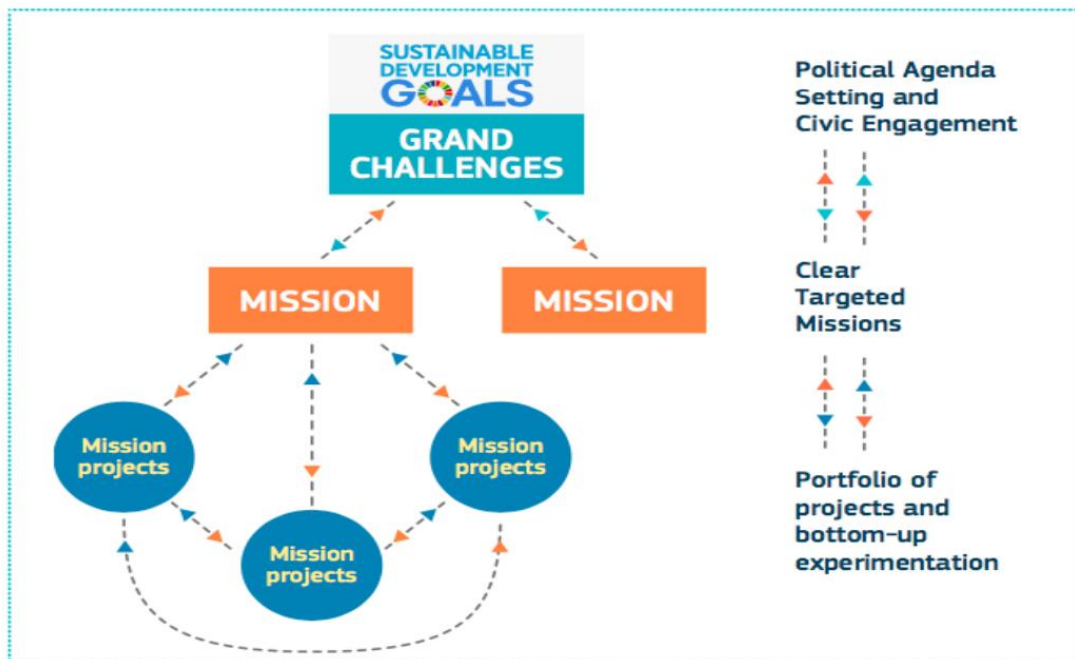 SUSTAINABLE
DEVELOPMENT
GOALS
GRAND
CHALLENGES
MISSION
MISSION
Mission
projects
Mission
projects
Mission
projects
Political Agenda
Setting and
Civic Engagement
Clear
Targeted
Missions
Portfolio of
projects and
bottom-up
experimentation